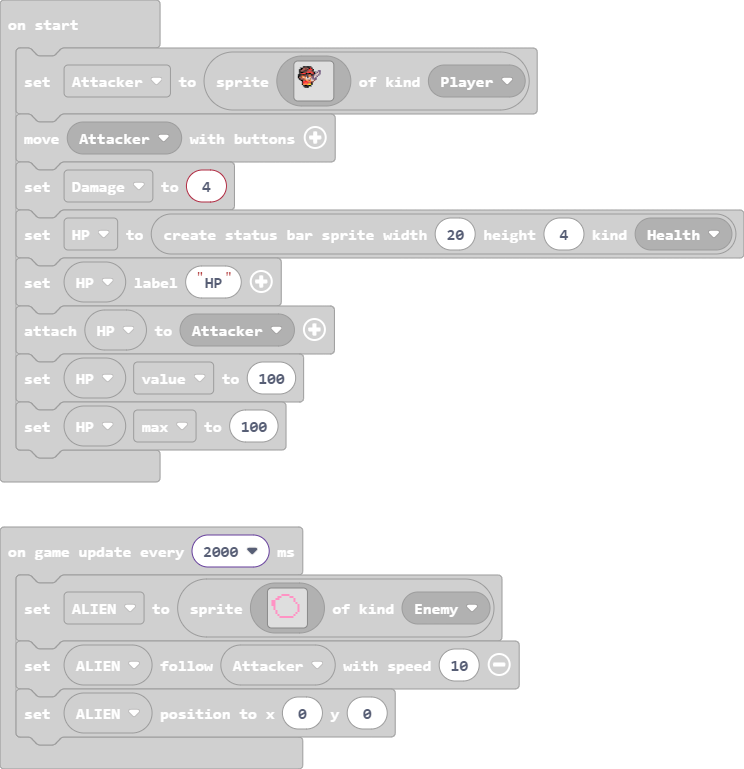 on start
set Attacker to sprite of kind Player
move Attacker with buttons
set Damage to 4
set HP to create status bar sprite width 20 height 4 kind Health
set HP label "HP"
attach HP to Attacker
set HP value to 100
set HP max to 100
on game update every 2000 ms
set ALIEN to sprite of kind Enemy
set ALIEN follow Attacker with speed 10
set ALIEN position to x 0 y 0